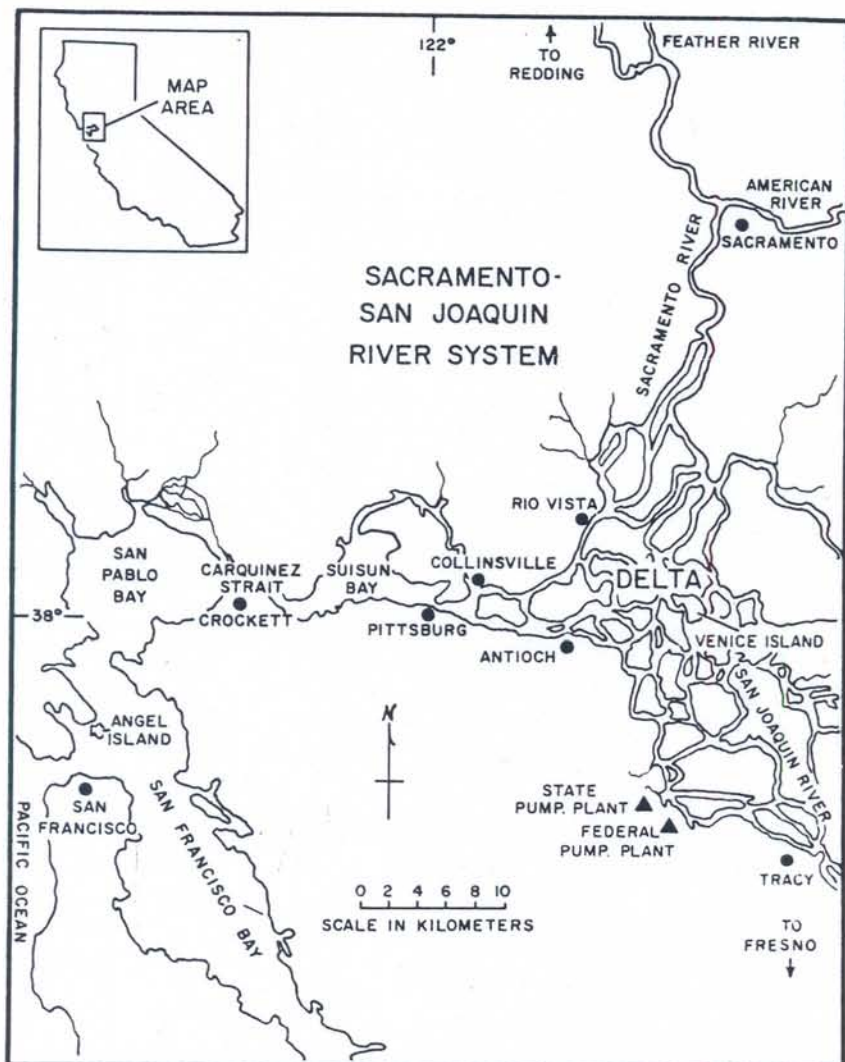 122°
TO
REDDING
FEATHER RIVER
MAP
AREA
AMERICAN
RIVER
SACRAMENTO
SACRAMENTO RIVER
SACRAMENTO-
SAN JOAQUIN
RIVER SYSTEM
RIO VISTA
SAN
PABLO
BAY
CARQUINEZ
STRAIT
CROCKETT
SUISUN
BAY
COLLINSVILLE
DELTA
38°
PITTSBURG
ANTIOCH
VENICE ISLAND
SAN JOAQUIN RIVER
ANGEL
ISLAND
N
SAN FRANCISCO BAY
SAN
FRANCISCO
PACIFIC OCEAN
STATE
PUMP. PLANT
FEDERAL
PUMP. PLANT
TRACY
0 2 4 6 8 10
SCALE IN KILOMETERS
TO
FRESNO